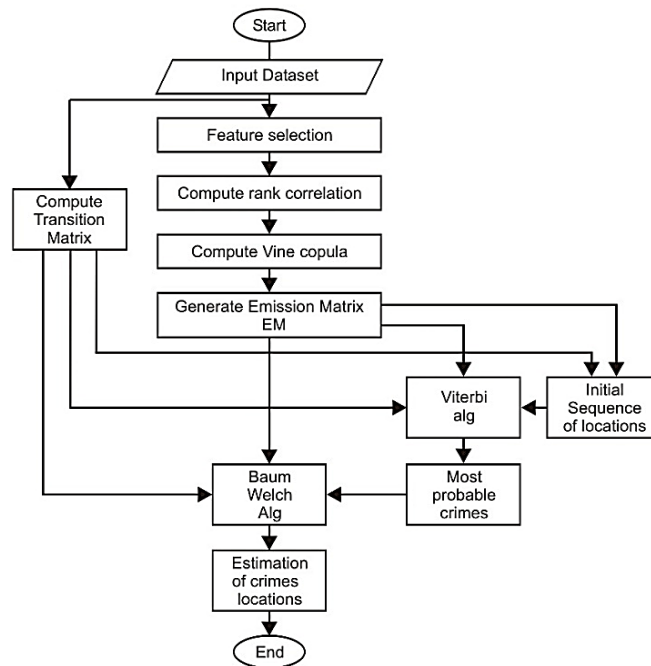 Start
Input Dataset
Feature selection
Compute rank correlation
Compute
Transition
Matrix
Compute Vine copula
Generate Emission Matrix
EM
Viterbi
alg
Initial
Sequence
of locations
Baum
Welch
Alg
Most
probable
crimes
Estimation
of crimes
locations
End